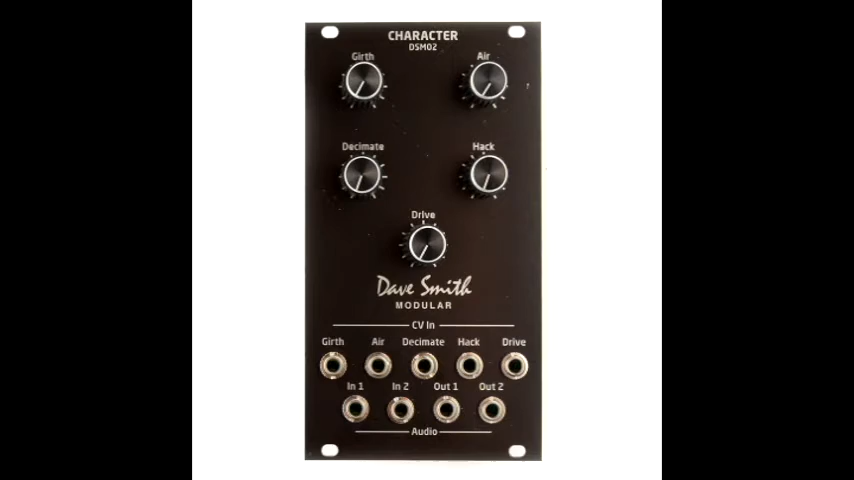 CHARACTER
DSM02
Girth Air
Decimate Hack
Drive
Dave Smith
MODULAR
CV In
Girth Air Decimate Hack Drive
In 1 In 2 Out 1 Out 2
Audio